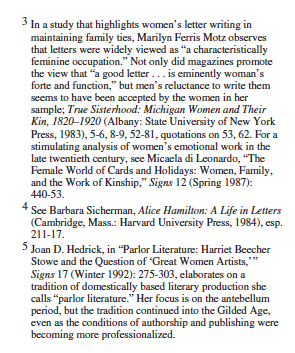 3 In a study that highlights women's letter writing in
maintaining family ties, Marilyn Ferris Motz observes
that letters were widely viewed as “a characteristically
feminine occupation.” Not only did magazines promote
the view that “a good letter . . . is eminently woman's
forte and function,” but men's reluctance to write them
seems to have been accepted by the women in her
sample; True Sisterhood: Michigan Women and Their
Kin, 1820–1920 (Albany: State University of New York
Press, 1983), 5-6, 8-9, 52-81, quotations on 53, 62. For a
stimulating analysis of women's emotional work in the
late twentieth century, see Micaela di Leonardo, “The
Female World of Cards and Holidays: Women, Family,
and the Work of Kinship,” Signs 12 (Spring 1987):
440-53.
4 See Barbara Sicherman, Alice Hamilton: A Life in Letters
(Cambridge, Mass.: Harvard University Press, 1984), esp.
211-17.
5 Joan D. Hedrick, in “Parlor Literature: Harriet Beecher
Stowe and the Question of ‘Great Women Artists,’”
Signs 17 (Winter 1992): 275-303, elaborates on a
tradition of domestically based literary production she
calls “parlor literature.” Her focus is on the antebellum
period, but the tradition continued into the Gilded Age,
even as the conditions of authorship and publishing were
becoming more professionalized.